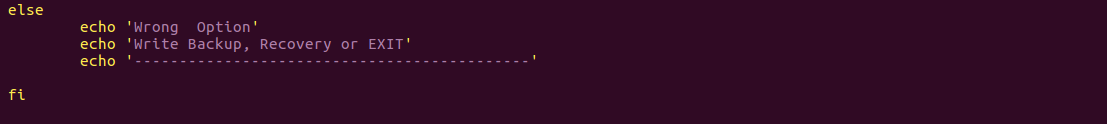 else
        echo 'Wrong  Option'
        echo 'Write Backup, Recovery or EXIT'
        echo '--------------------------------------------'
fi